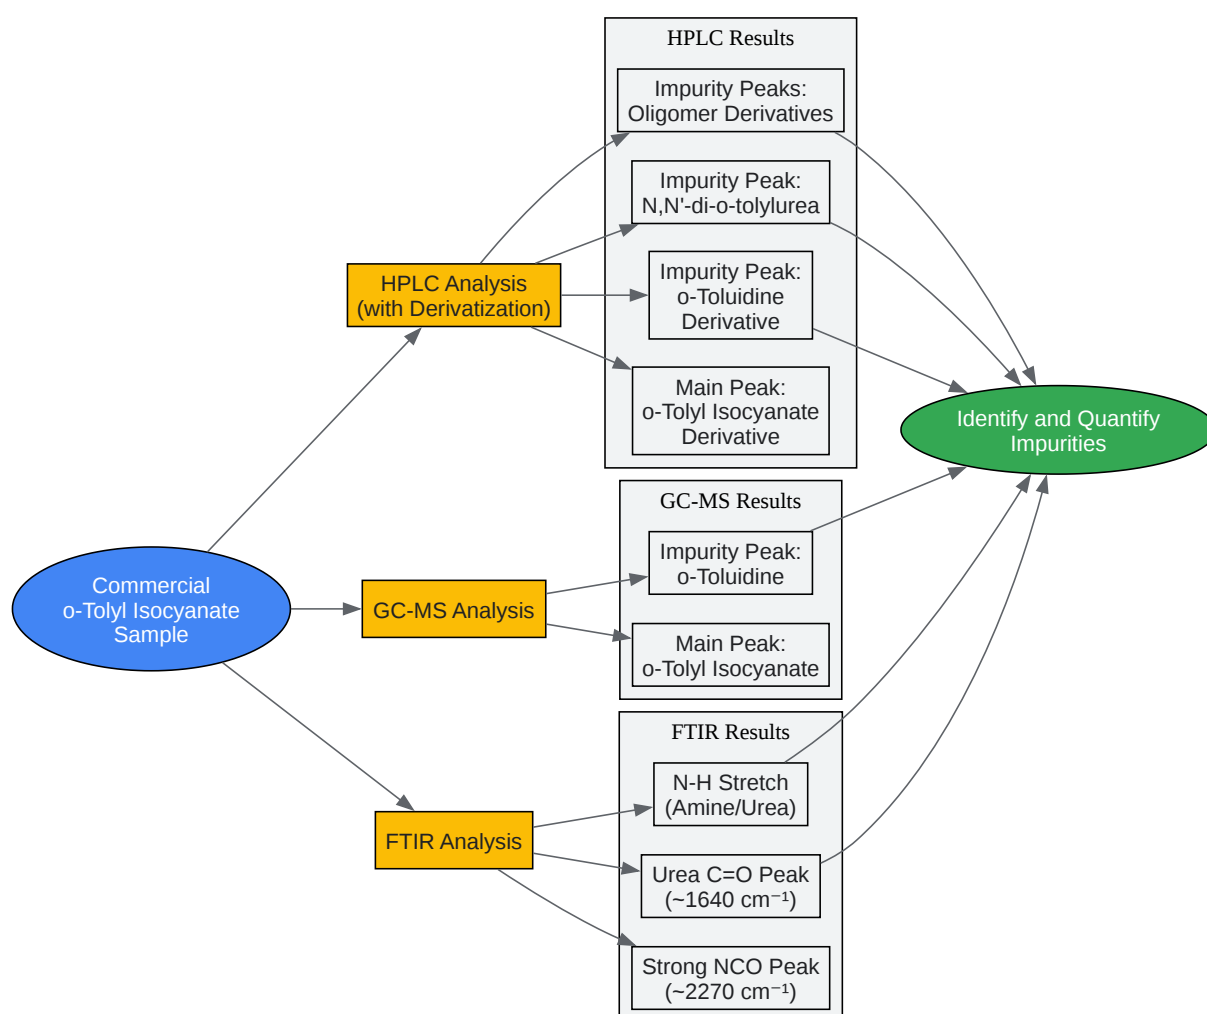 HPLC Results
Impurity Peaks:
Oligomer Derivatives
Impurity Peak:
N,N'-di-o-tolylurea
HPLC Analysis
(with Derivatization)
Impurity Peak:
o-Toluidine
Derivative
Main Peak:
o-Tolyl Isocyanate
Derivative
Identify and Quantify
Impurities
GC-MS Results
Impurity Peak:
o-Toluidine
Commercial
o-Tolyl Isocyanate
Sample
GC-MS Analysis
Main Peak:
o-Tolyl Isocyanate
FTIR Results
N-H Stretch
(Amine/Urea)
FTIR Analysis
Urea C=O Peak
(~1640 cm⁻¹)
Strong NCO Peak
(~2270 cm⁻¹)